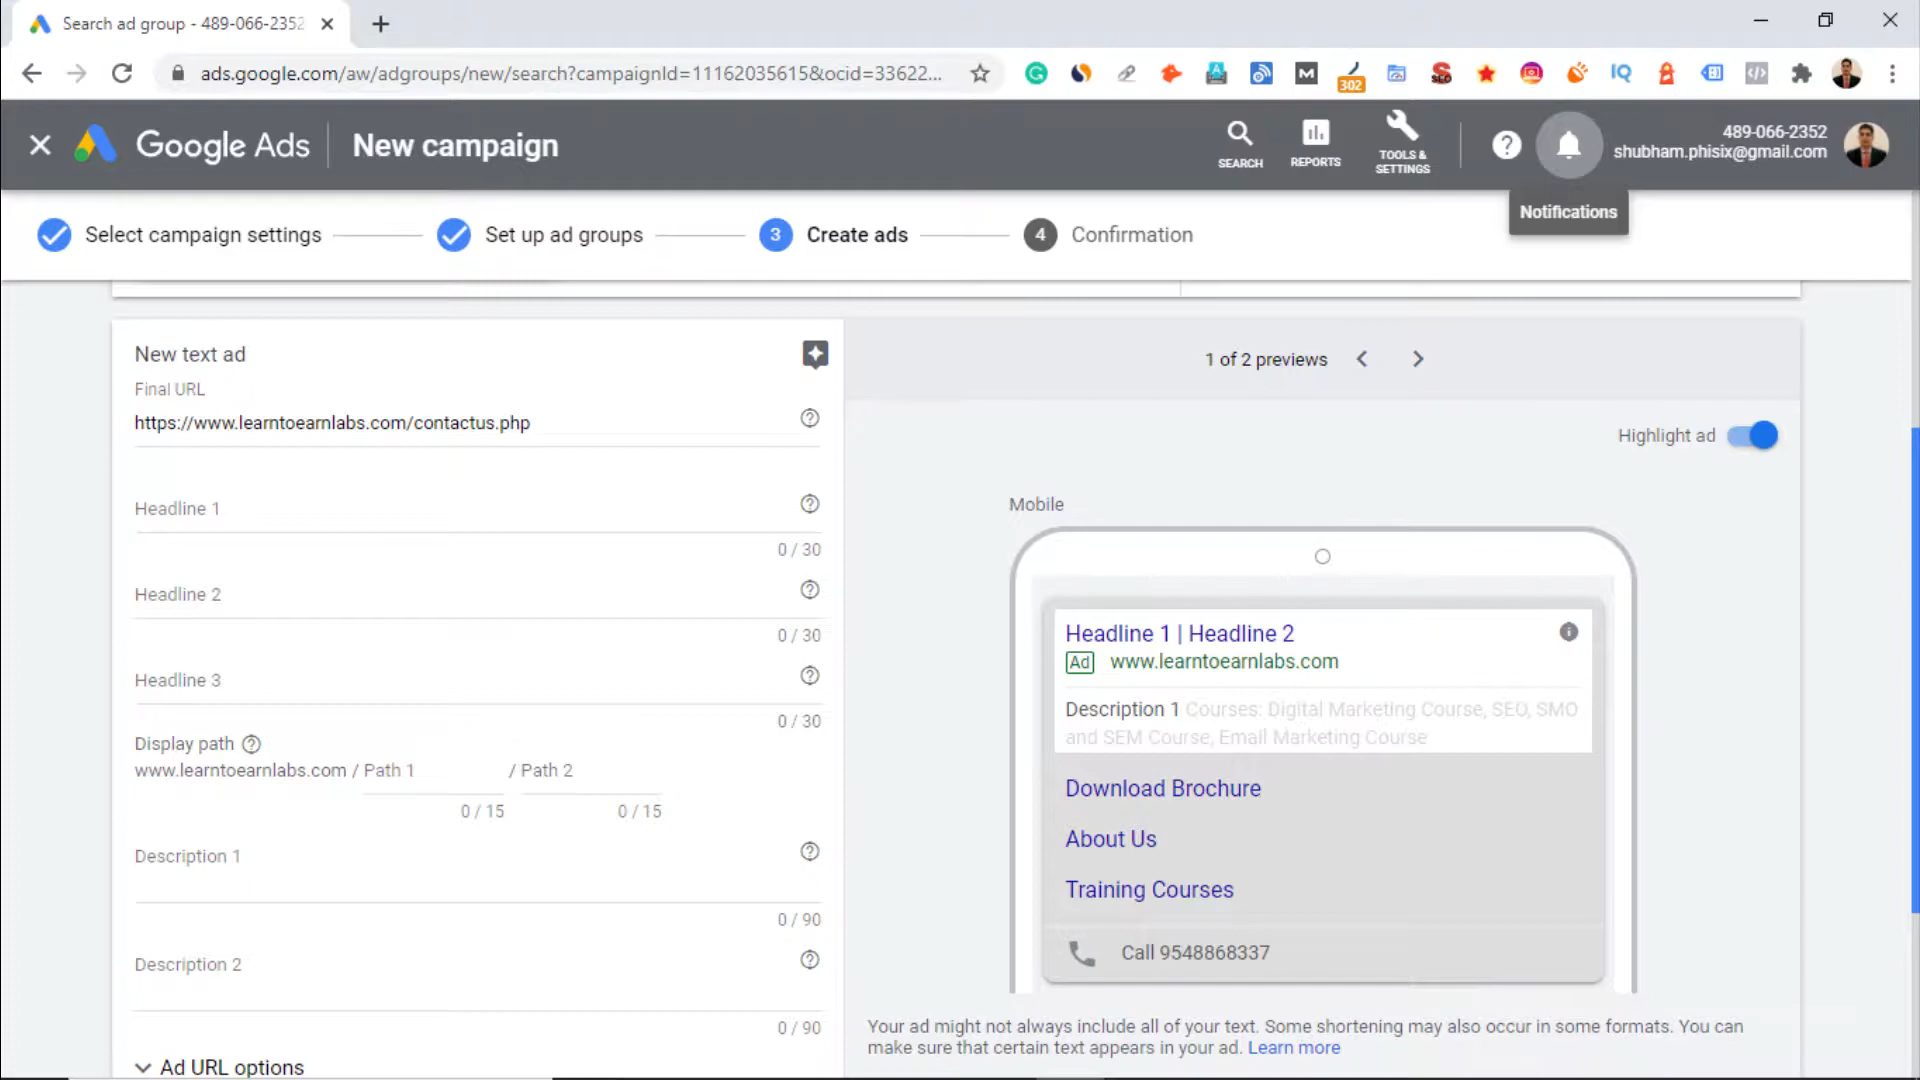 Search ad group - 489-066-2352
ads.google.com/aw/adgroups/new/search?campaignId=11162035615&ocid=33622...
302
Google Ads
New campaign
SEARCH
REPORTS
TOOLS &
SETTINGS
489-066-2352
shubham.phisix@gmail.com
Notifications
Select campaign settings
Set up ad groups
3 Create ads
4 Confirmation
New text ad
Final URL
https://www.learntoearnlabs.com/contactus.php
Headline 1
0 / 30
Headline 2
0 / 30
Headline 3
0 / 30
Display path
www.learntoearnlabs.com / Path 1 / Path 2
0 / 15 0 / 15
Description 1
0 / 90
Description 2
0 / 90
Ad URL options
1 of 2 previews
Highlight ad
Mobile
Headline 1 | Headline 2
Ad www.learntoearnlabs.com
Description 1 Courses: Digital Marketing Course, SEO, SMO
and SEM Course, Email Marketing Course
Download Brochure
About Us
Training Courses
Call 9548868337
Your ad might not always include all of your text. Some shortening may also occur in some formats. You can
make sure that certain text appears in your ad. Learn more